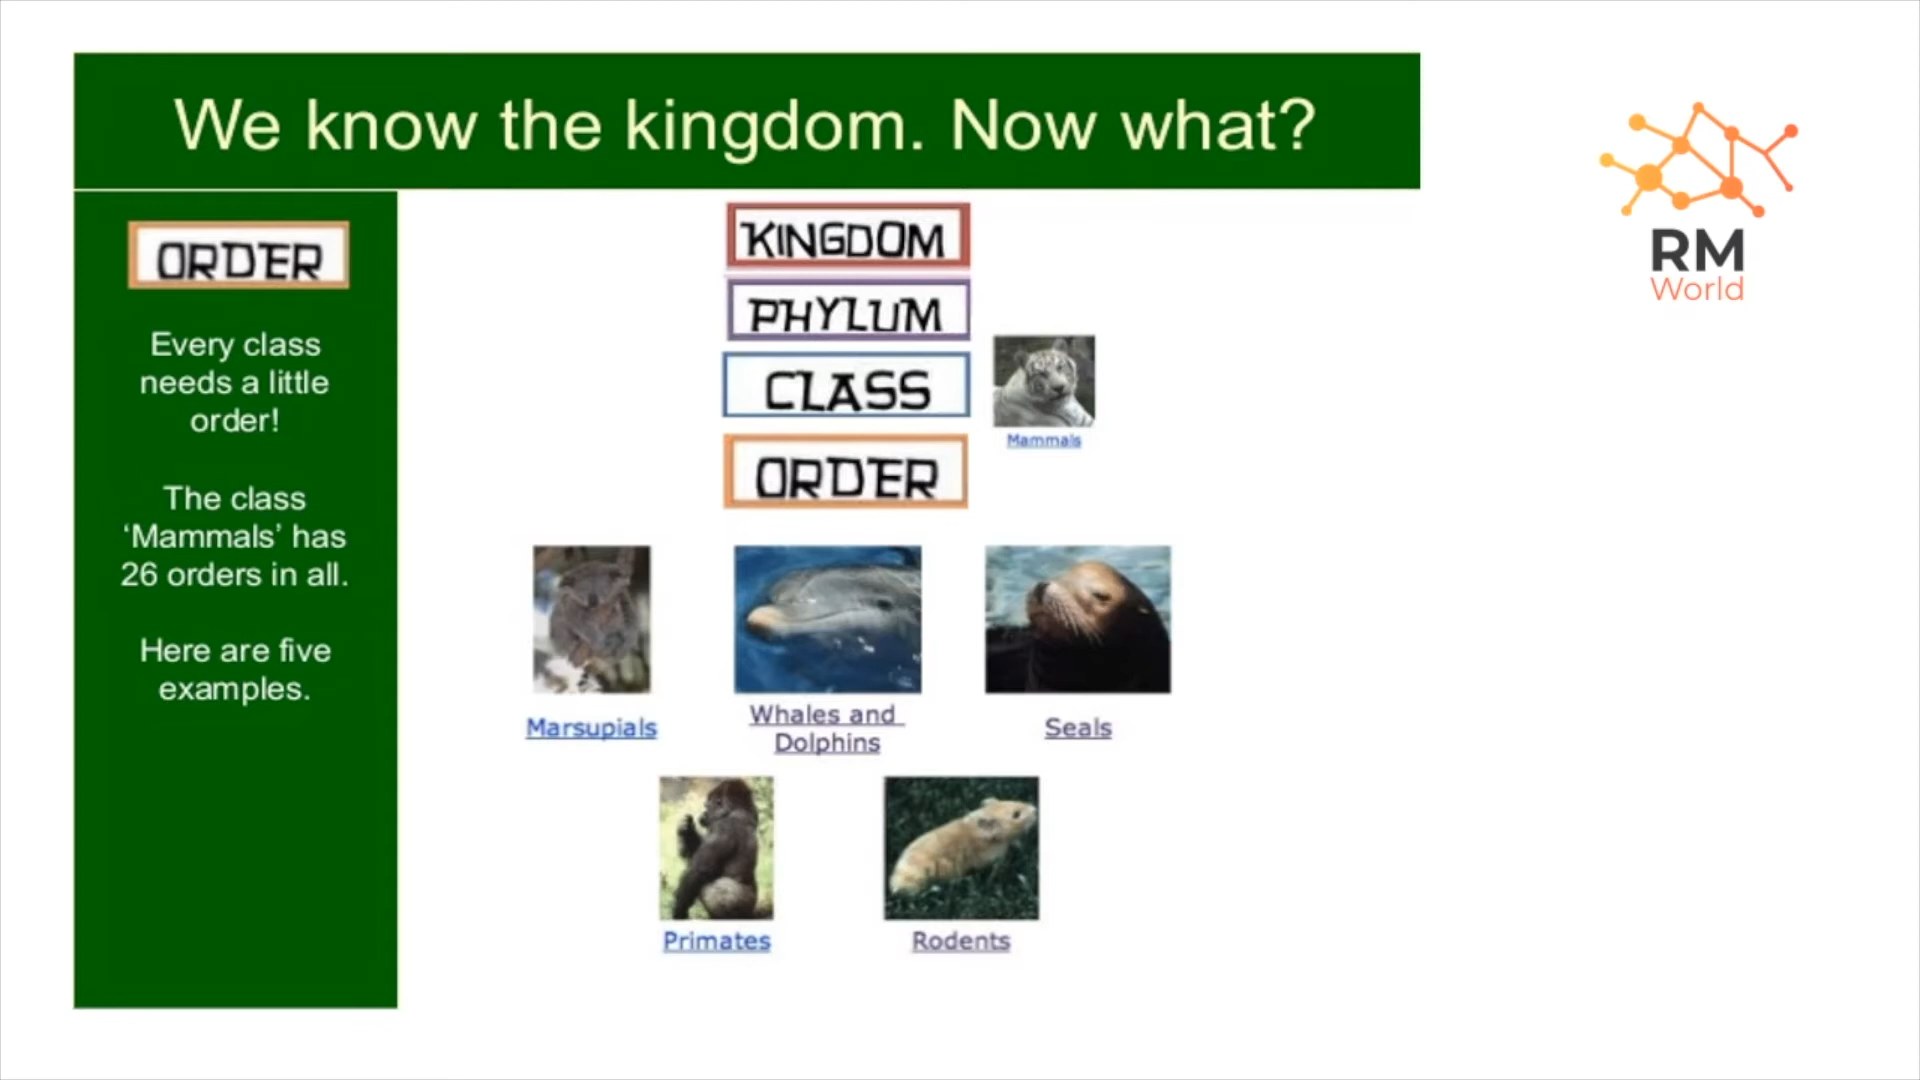 We know the kingdom. Now what?
RM
World
ORDER
Every class
needs a little
order!
The class
‘Mammals’ has
26 orders in all.
Here are five
examples.
KINGDOM
PHYLUM
CLASS
Mammals
ORDER
Marsupials
Whales and
Dolphins
Seals
Primates
Rodents